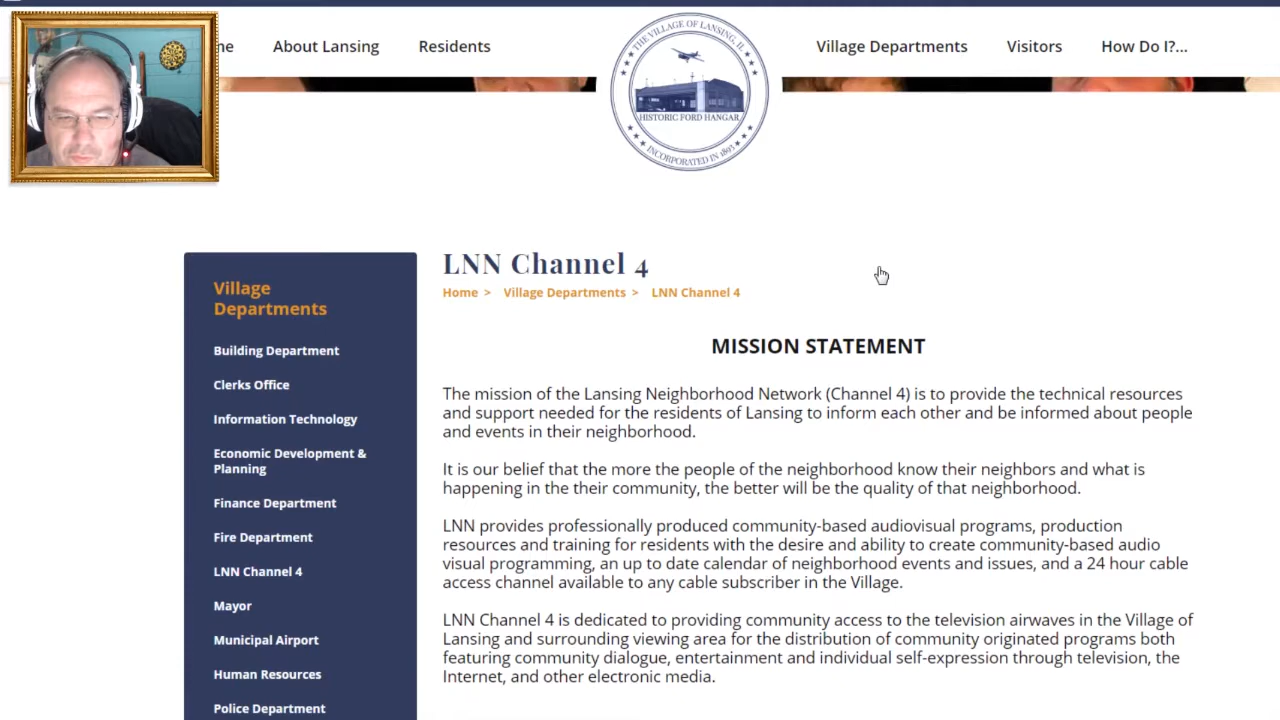 ne
About Lansing
Residents
THE VILLAGE OF LANSING, IL
HISTORIC FORD HANGAR
INCORPORATED IN 1893
Village Departments
Visitors
How Do I?...
Village
Departments
Building Department
Clerks Office
Information Technology
Economic Development &
Planning
Finance Department
Fire Department
LNN Channel 4
Mayor
Municipal Airport
Human Resources
Police Department
LNN Channel 4
Home > Village Departments > LNN Channel 4
MISSION STATEMENT
The mission of the Lansing Neighborhood Network (Channel 4) is to provide the technical resources
and support needed for the residents of Lansing to inform each other and be informed about people
and events in their neighborhood.
It is our belief that the more the people of the neighborhood know their neighbors and what is
happening in the their community, the better will be the quality of that neighborhood.
LNN provides professionally produced community-based audiovisual programs, production
resources and training for residents with the desire and ability to create community-based audio
visual programming, an up to date calendar of neighborhood events and issues, and a 24 hour cable
access channel available to any cable subscriber in the Village.
LNN Channel 4 is dedicated to providing community access to the television airwaves in the Village of
Lansing and surrounding viewing area for the distribution of community originated programs both
featuring community dialogue, entertainment and individual self-expression through television, the
Internet, and other electronic media.